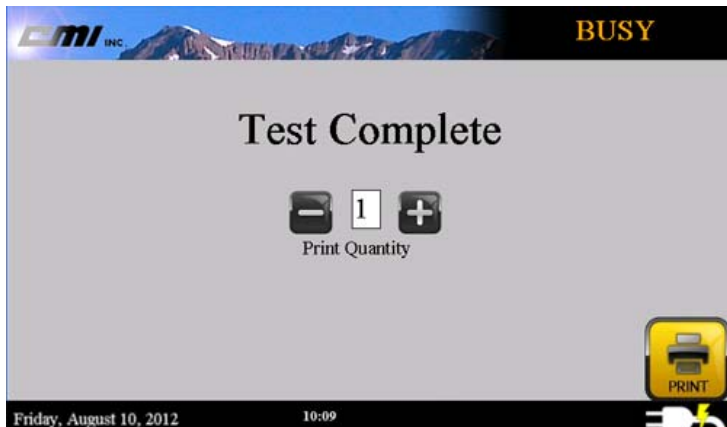 CMI INC.
BUSY
Test Complete
1
Print Quantity
PRINT
Friday, August 10, 2012
10:09